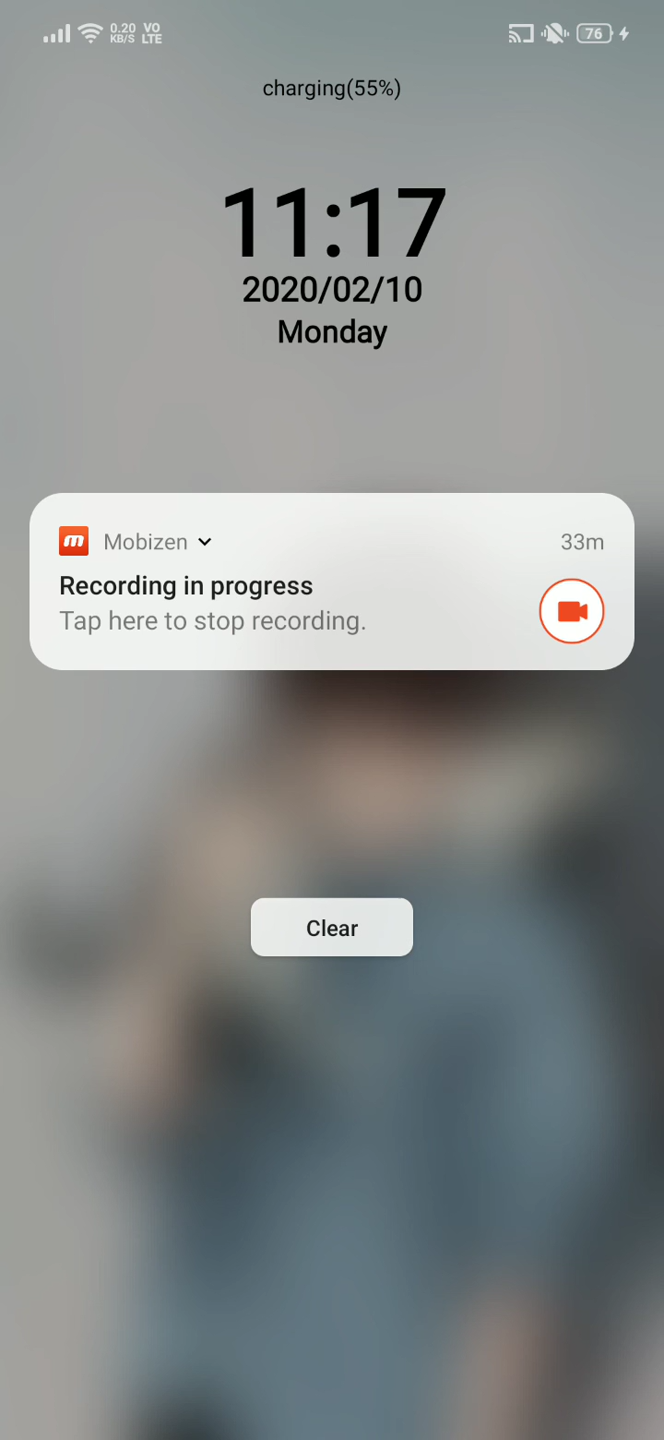 0.20 KB/S VO LTE 76
charging(55%)
11:17
2020/02/10
Monday
m Mobizen 33m
Recording in progress
Tap here to stop recording.
Clear